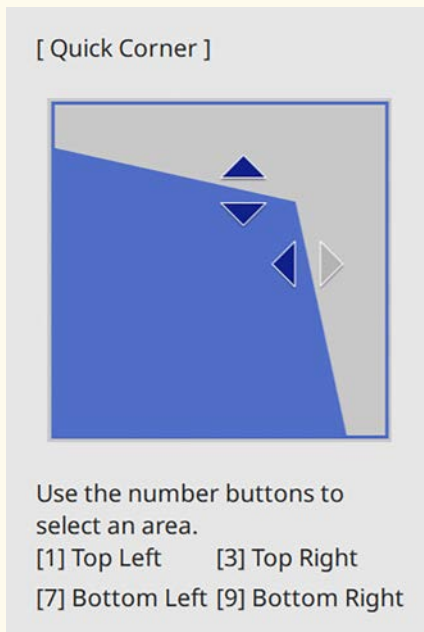 [ Quick Corner ]
Use the number buttons to
select an area.
[1] Top Left [3] Top Right
[7] Bottom Left [9] Bottom Right